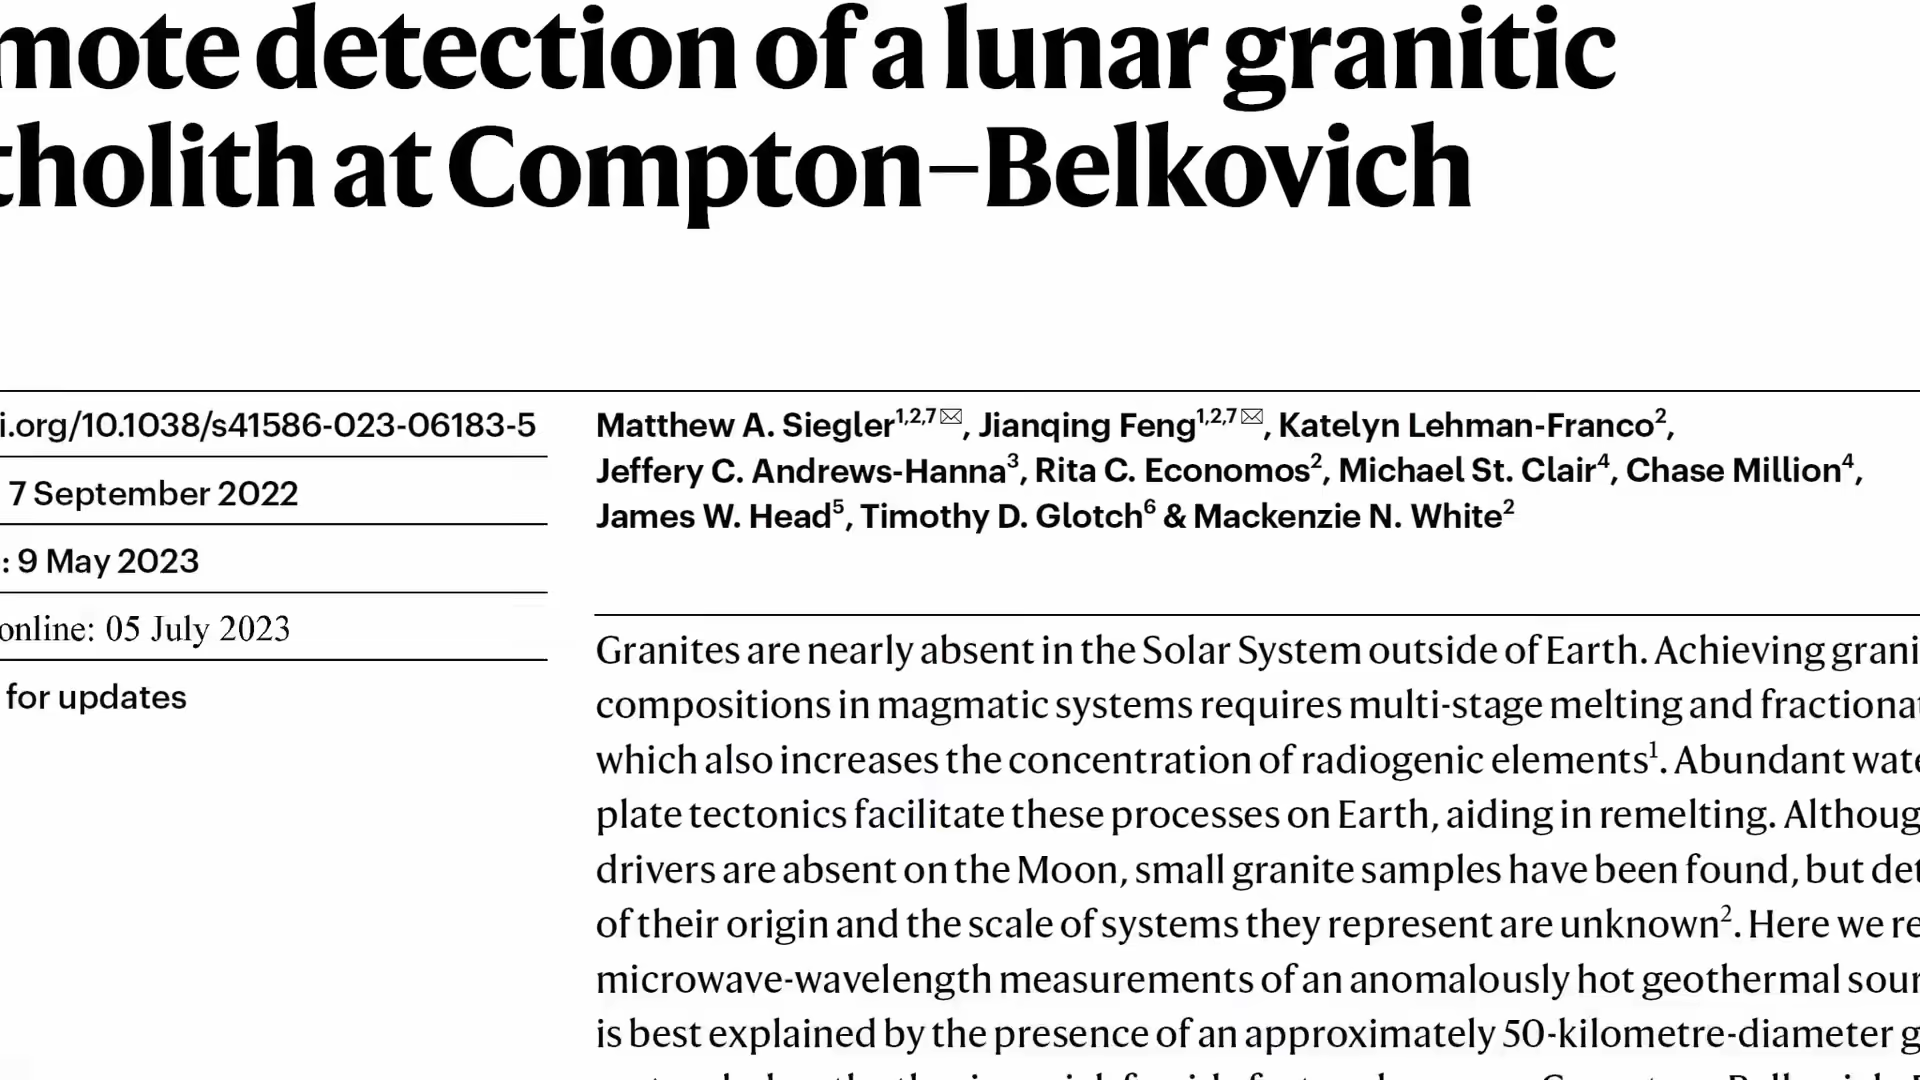 mote detection of a lunar granitic
tholith at Compton–Belkovich
i.org/10.1038/s41586-023-06183-5
7 September 2022
: 9 May 2023
online: 05 July 2023
for updates
Matthew A. Siegler1,2,7✉, Jianqing Feng1,2,7✉, Katelyn Lehman-Franco2,
Jeffery C. Andrews-Hanna3, Rita C. Economos2, Michael St. Clair4, Chase Million4,
James W. Head5, Timothy D. Glotch6 & Mackenzie N. White2
Granites are nearly absent in the Solar System outside of Earth. Achieving grani
compositions in magmatic systems requires multi-stage melting and fractionat
which also increases the concentration of radiogenic elements1. Abundant wate
plate tectonics facilitate these processes on Earth, aiding in remelting. Althoug
drivers are absent on the Moon, small granite samples have been found, but det
of their origin and the scale of systems they represent are unknown2. Here we re
microwave-wavelength measurements of an anomalously hot geothermal sour
is best explained by the presence of an approximately 50-kilometre-diameter g